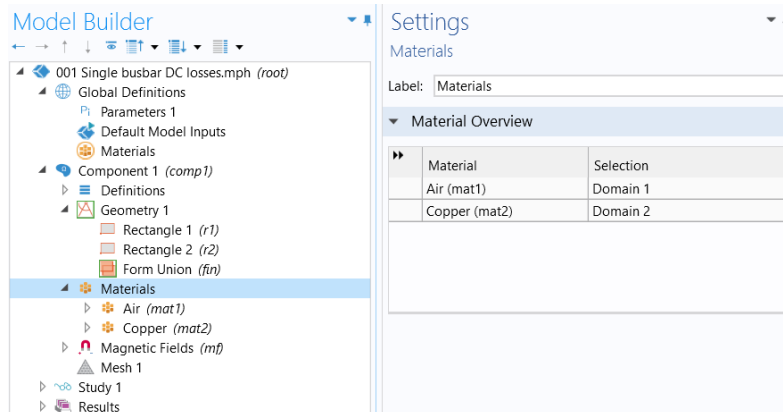 Model Builder
001 Single busbar DC losses.mph (root)
Global Definitions
Pi Parameters 1
Default Model Inputs
Materials
Component 1 (comp1)
Definitions
Geometry 1
Rectangle 1 (r1)
Rectangle 2 (r2)
Form Union (fin)
Materials
Air (mat1)
Copper (mat2)
Magnetic Fields (mf)
Mesh 1
Study 1
Results
Settings
Materials
Label: Materials
Material Overview
Material Selection
Air (mat1) Domain 1
Copper (mat2) Domain 2